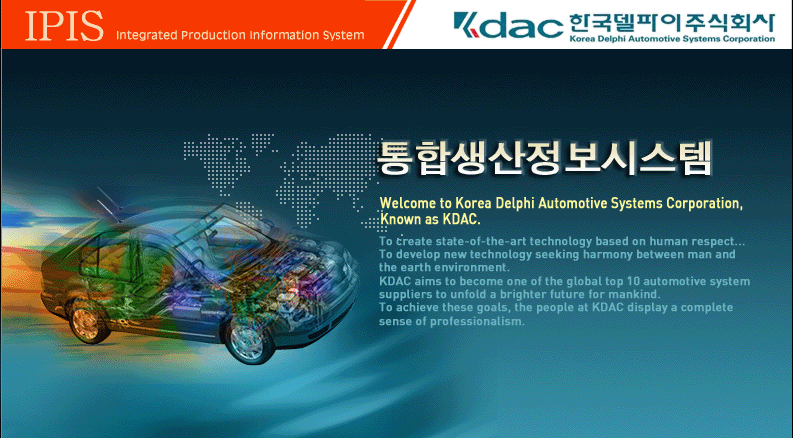 IPIS Integrated Production Information System
Kdac 한국델파이주식회사
Korea Delphi Automotive Systems Corporation
통합생산정보시스템
Welcome to Korea Delphi Automotive Systems Corporation,
Known as KDAC.
To create state-of-the-art technology based on human respect...
To develop new technology seeking harmony between man and
the earth environment.
KDAC aims to become one of the global top 10 automotive system
suppliers to unfold a brighter future for mankind.
To achieve these goals, the people at KDAC display a complete
sense of professionalism.